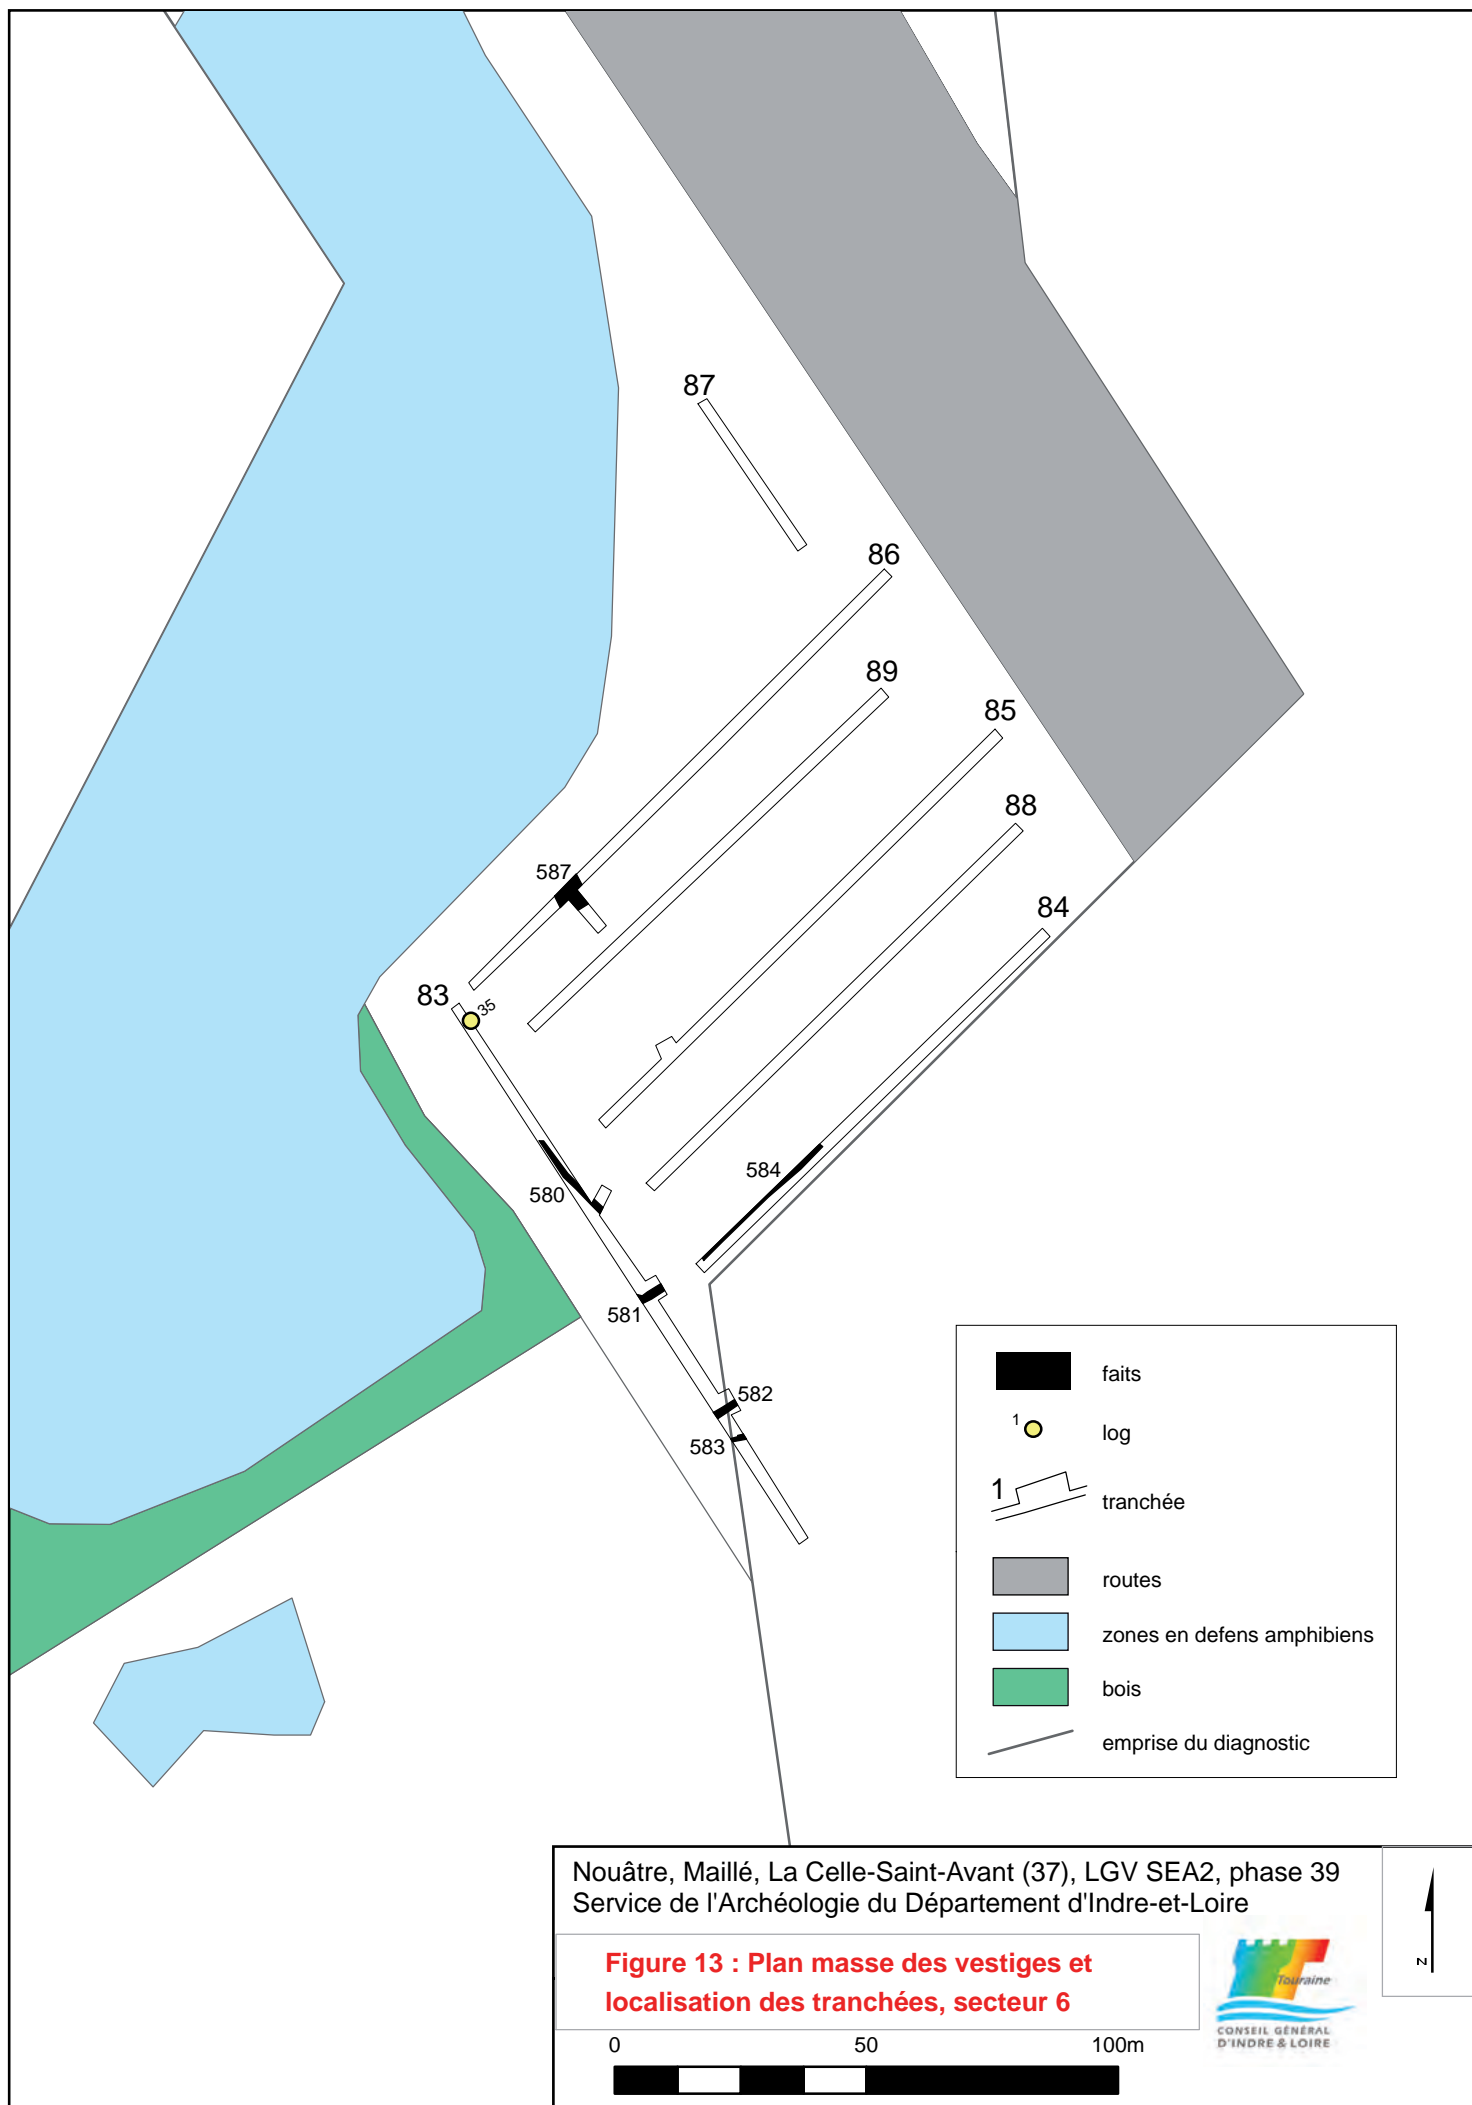 87
86
89
85
88
587
84
83
35
584
580
581
582
583
faits
1
log
1
tranchée
routes
zones en defens amphibiens
bois
emprise du diagnostic
Nouâtre, Maillé, La Celle-Saint-Avant (37), LGV SEA2, phase 39
Service de l'Archéologie du Département d'Indre-et-Loire
Figure 13 : Plan masse des vestiges et
localisation des tranchées, secteur 6
Touraine
CONSEIL GÉNÉRAL
D'INDRE & LOIRE
N
0 50 100m